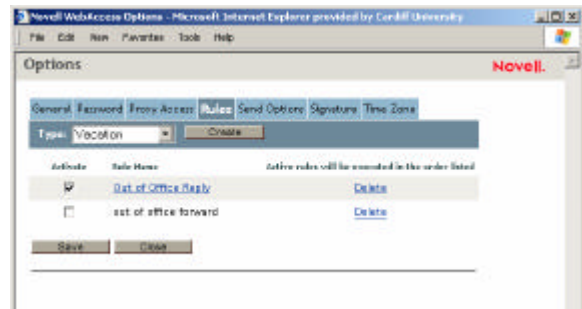 Novell WebAccess Options - Microsoft Internet Explorer provided by Cardiff University
File Edit View Favorites Tools Help
Options
Novell.
General Password Proxy Access Rules Send Options Signature Time Zone
Type: Vacation Create
Activate Rule Name Active rules will be executed in the order listed
Out of Office Reply Delete
out of office forward Delete
Save Close